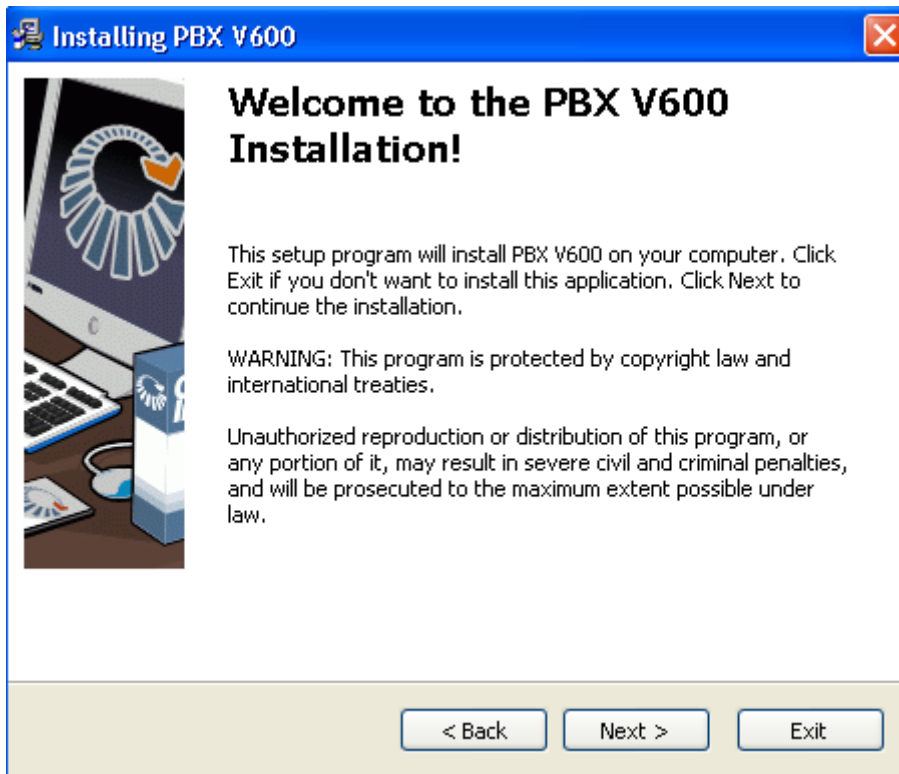 Installing PBX V600
Welcome to the PBX V600
Installation!
This setup program will install PBX V600 on your computer. Click
Exit if you don't want to install this application. Click Next to
continue the installation.
WARNING: This program is protected by copyright law and
international treaties.
Unauthorized reproduction or distribution of this program, or
any portion of it, may result in severe civil and criminal penalties,
and will be prosecuted to the maximum extent possible under
law.
< Back
Next >
Exit